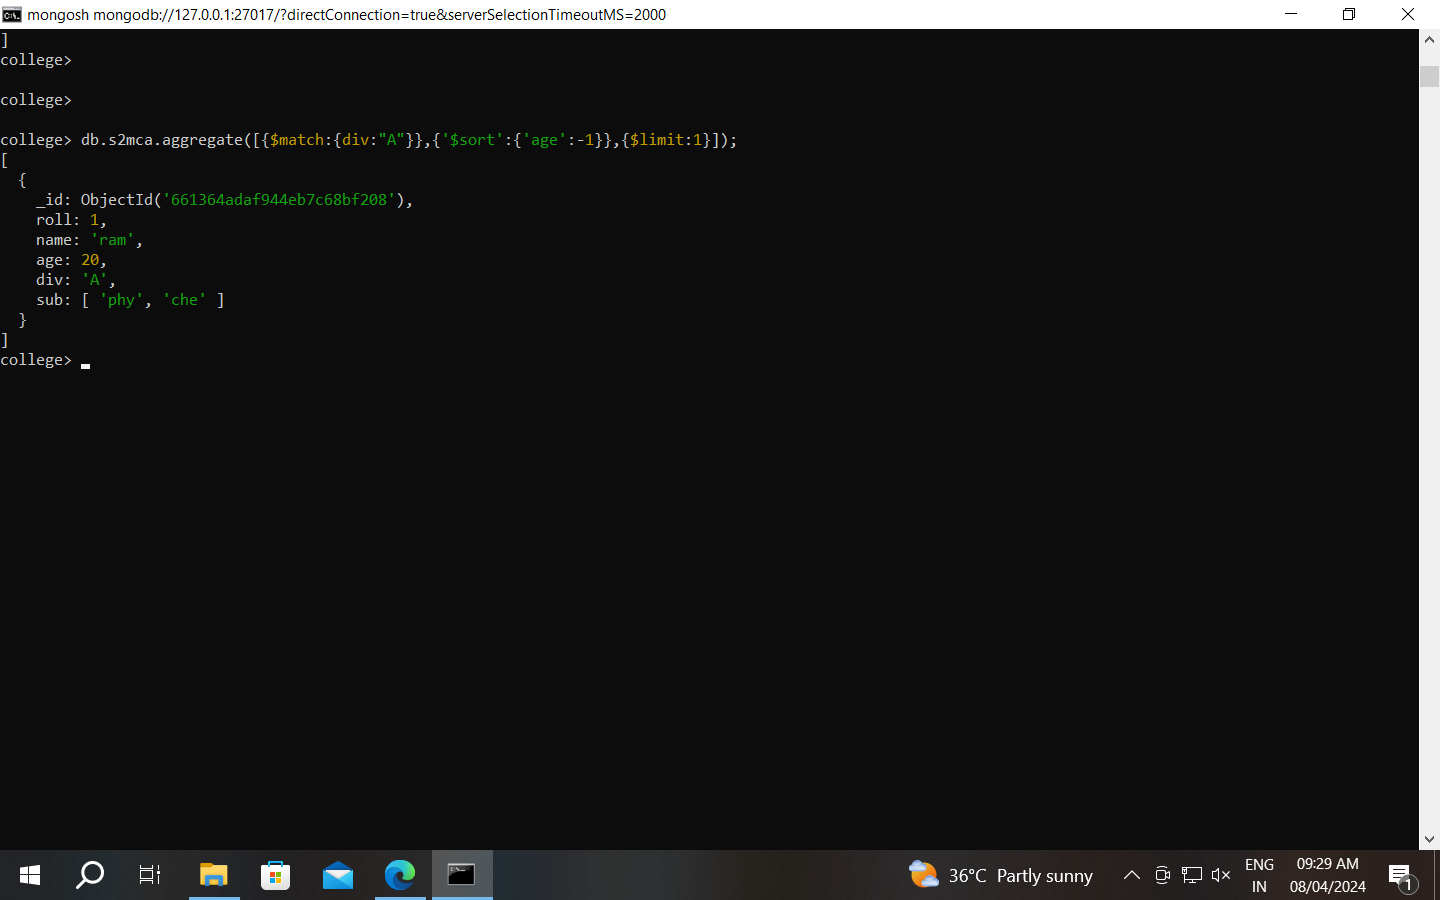 mongosh mongodb://127.0.0.1:27017/?directConnection=true&serverSelectionTimeoutMS=2000
]
college>
college>
college> db.s2mca.aggregate([{$match:{div:"A"}},{'$sort':{'age':-1}},{$limit:1}]);
[
  {
    _id: ObjectId('661364adaf944eb7c68bf208'),
    roll: 1,
    name: 'ram',
    age: 20,
    div: 'A',
    sub: [ 'phy', 'che' ]
  }
]
college>
36°C Partly sunny
ENG
IN
09:29 AM
08/04/2024
1